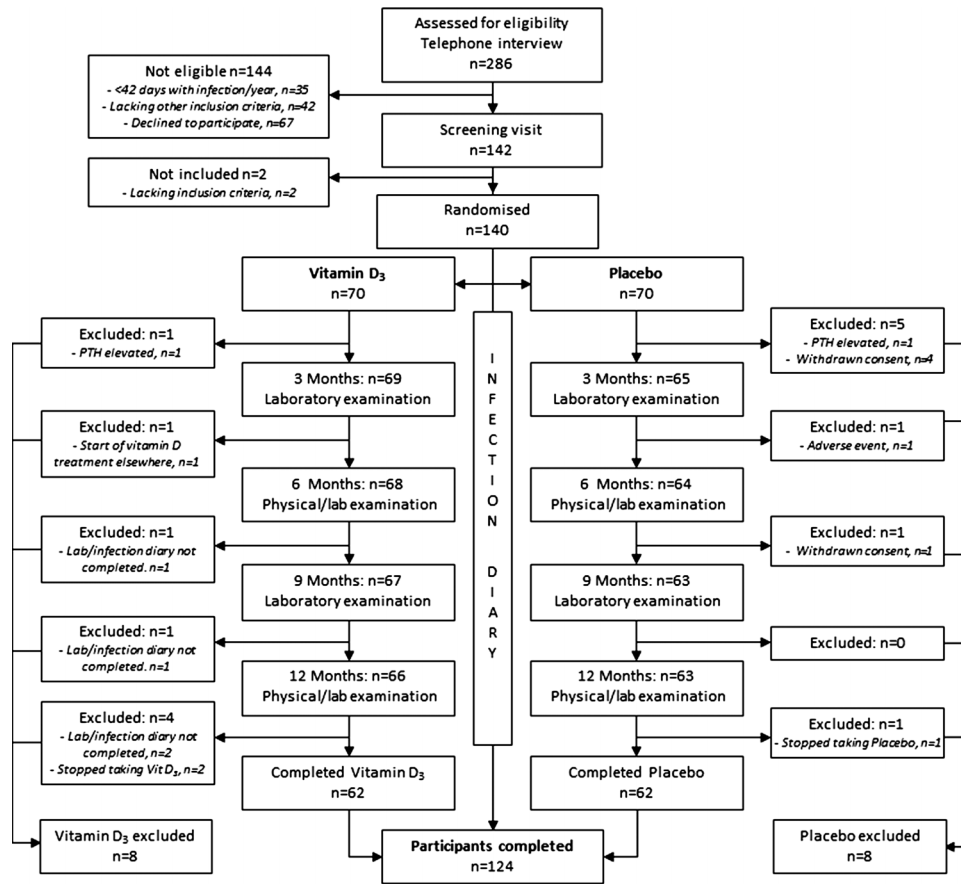 Assessed for eligibility
Telephone interview
n=286
Not eligible n=144
- <42 days with infection/year, n=35
- Lacking other inclusion criteria, n=42
- Declined to participate, n=67
Screening visit
n=142
Not included n=2
- Lacking inclusion criteria, n=2
Randomised
n=140
Vitamin D₃
n=70
Placebo
n=70
Excluded: n=1
- PTH elevated, n=1
Excluded: n=5
- PTH elevated, n=1
- Withdrawn consent, n=4
3 Months: n=69
Laboratory examination
INFECTION DIARY
3 Months: n=65
Laboratory examination
Excluded: n=1
- Start of vitamin D
treatment elsewhere, n=1
Excluded: n=1
- Adverse event, n=1
6 Months: n=68
Physical/lab examination
6 Months: n=64
Physical/lab examination
Excluded: n=1
- Lab/infection diary not
completed. n=1
Excluded: n=1
- Withdrawn consent, n=1
9 Months: n=67
Laboratory examination
9 Months: n=63
Laboratory examination
Excluded: n=1
- Lab/infection diary not
completed. n=1
Excluded: n=0
12 Months: n=66
Physical/lab examination
12 Months: n=63
Physical/lab examination
Excluded: n=4
- Lab/infection diary not
completed, n=2
- Stopped taking Vit D₃, n=2
Excluded: n=1
- Stopped taking Placebo, n=1
Completed Vitamin D₃
n=62
Completed Placebo
n=62
Vitamin D₃ excluded
n=8
Participants completed
n=124
Placebo excluded
n=8